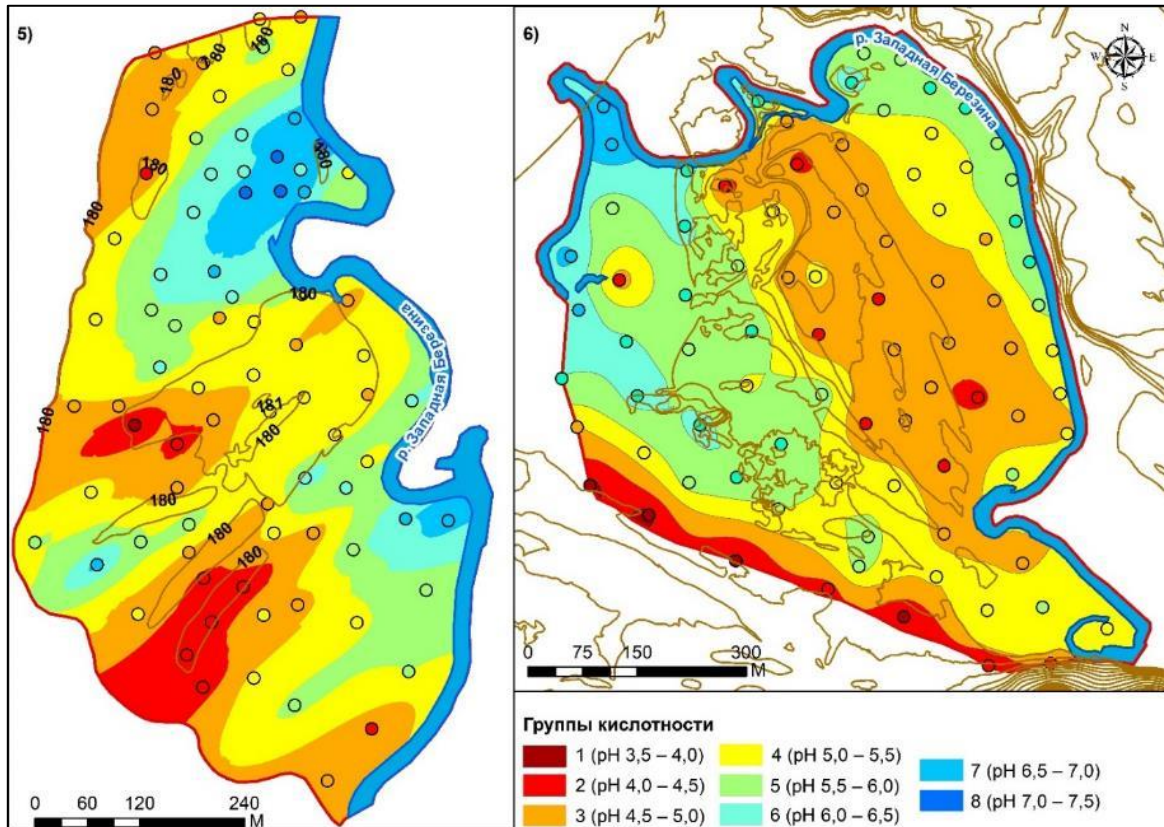 5)
180
180
180
180
180
180
180
180
180
181
180
180
180
180
р. Западная Березина
0 60 120 240
М
6)
р. Западная Березина
N
W E
S
0 75 150 300
М
Группы кислотности
1 (pH 3,5 – 4,0)
2 (pH 4,0 – 4,5)
3 (pH 4,5 – 5,0)
4 (pH 5,0 – 5,5)
5 (pH 5,5 – 6,0)
6 (pH 6,0 – 6,5)
7 (pH 6,5 – 7,0)
8 (pH 7,0 – 7,5)